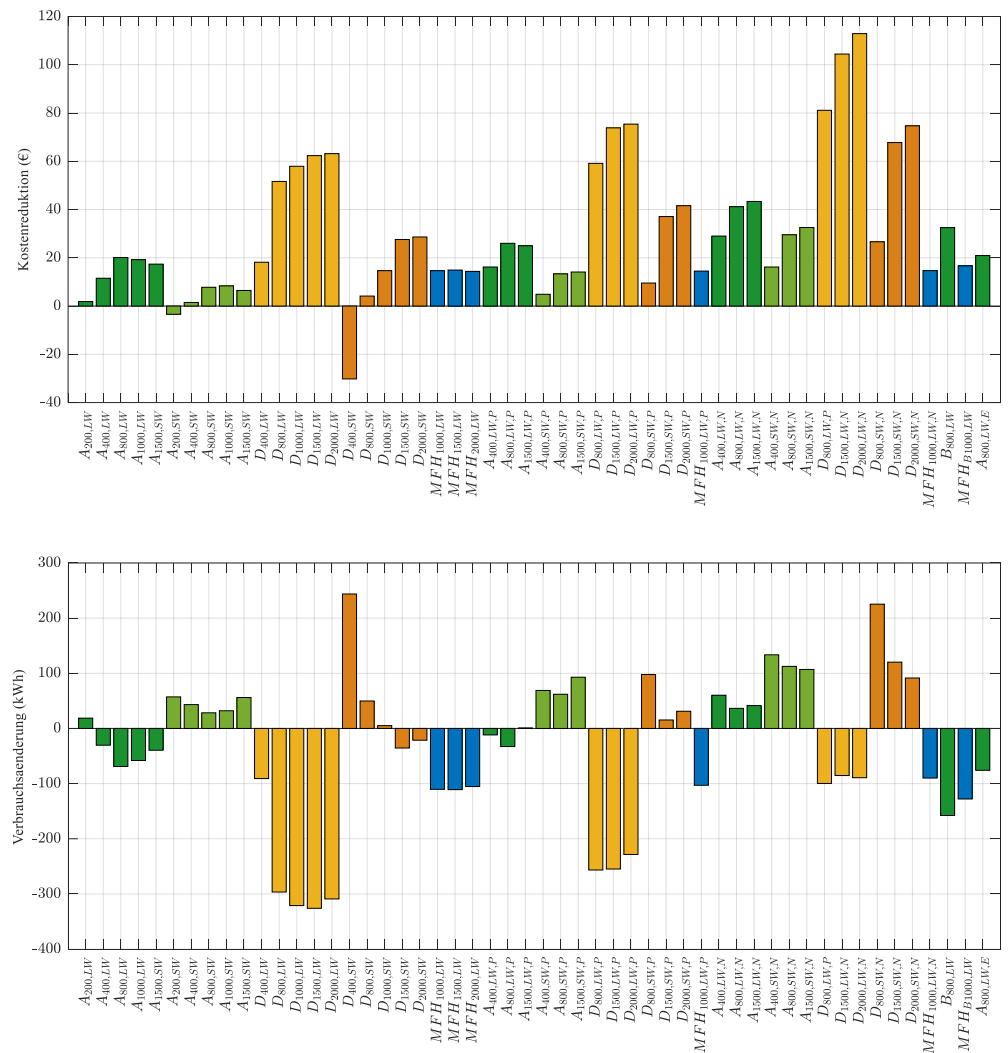 120
100
80
60
40
20
0
-20
-40
Kostenreduktion (€)
A200,LW
A400,LW
A800,LW
A1000,LW
A1500,LW
A200,SW
A400,SW
A800,SW
A1000,SW
A1500,SW
D400,LW
D800,LW
D1000,LW
D1500,LW
D2000,LW
D400,SW
D800,SW
D1000,SW
D1500,SW
D2000,SW
MFH1000,LW
MFH1500,LW
MFH2000,LW
A400,LW,P
A800,LW,P
A1500,LW,P
A400,SW,P
A800,SW,P
A1500,SW,P
D800,LW,P
D1500,LW,P
D2000,LW,P
D800,SW,P
D1500,SW,P
D2000,SW,P
MFH1000,LW,P
A400,LW,N
A800,LW,N
A1500,LW,N
A400,SW,N
A800,SW,N
A1500,SW,N
D800,LW,P
D1500,LW,N
D2000,LW,N
D800,SW,N
D1500,SW,N
D2000,SW,N
MFH1000,LW,N
B800,LW
MFHB1000,LW
A800,LW,E
300
200
100
0
-100
-200
-300
-400
Verbrauchsaenderung (kWh)
A200,LW
A400,LW
A800,LW
A1000,LW
A1500,LW
A200,SW
A400,SW
A800,SW
A1000,SW
A1500,SW
D400,LW
D800,LW
D1000,LW
D1500,LW
D2000,LW
D400,SW
D800,SW
D1000,SW
D1500,SW
D2000,SW
MFH1000,LW
MFH1500,LW
MFH2000,LW
A400,LW,P
A800,LW,P
A1500,LW,P
A400,SW,P
A800,SW,P
A1500,SW,P
D800,LW,P
D1500,LW,P
D2000,LW,P
D800,SW,P
D1500,SW,P
D2000,SW,P
MFH1000,LW,P
A400,LW,N
A800,LW,N
A1500,LW,N
A400,SW,N
A800,SW,N
A1500,SW,N
D800,LW,P
D1500,LW,N
D2000,LW,N
D800,SW,N
D1500,SW,N
D2000,SW,N
MFH1000,LW,N
B800,LW
MFHB1000,LW
A800,LW,E